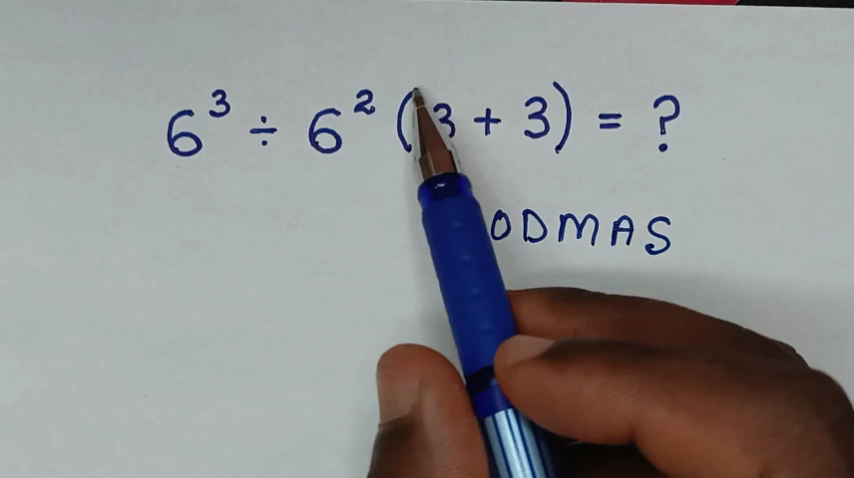 6³ ÷ 6² (3 + 3) = ?
ODMAS